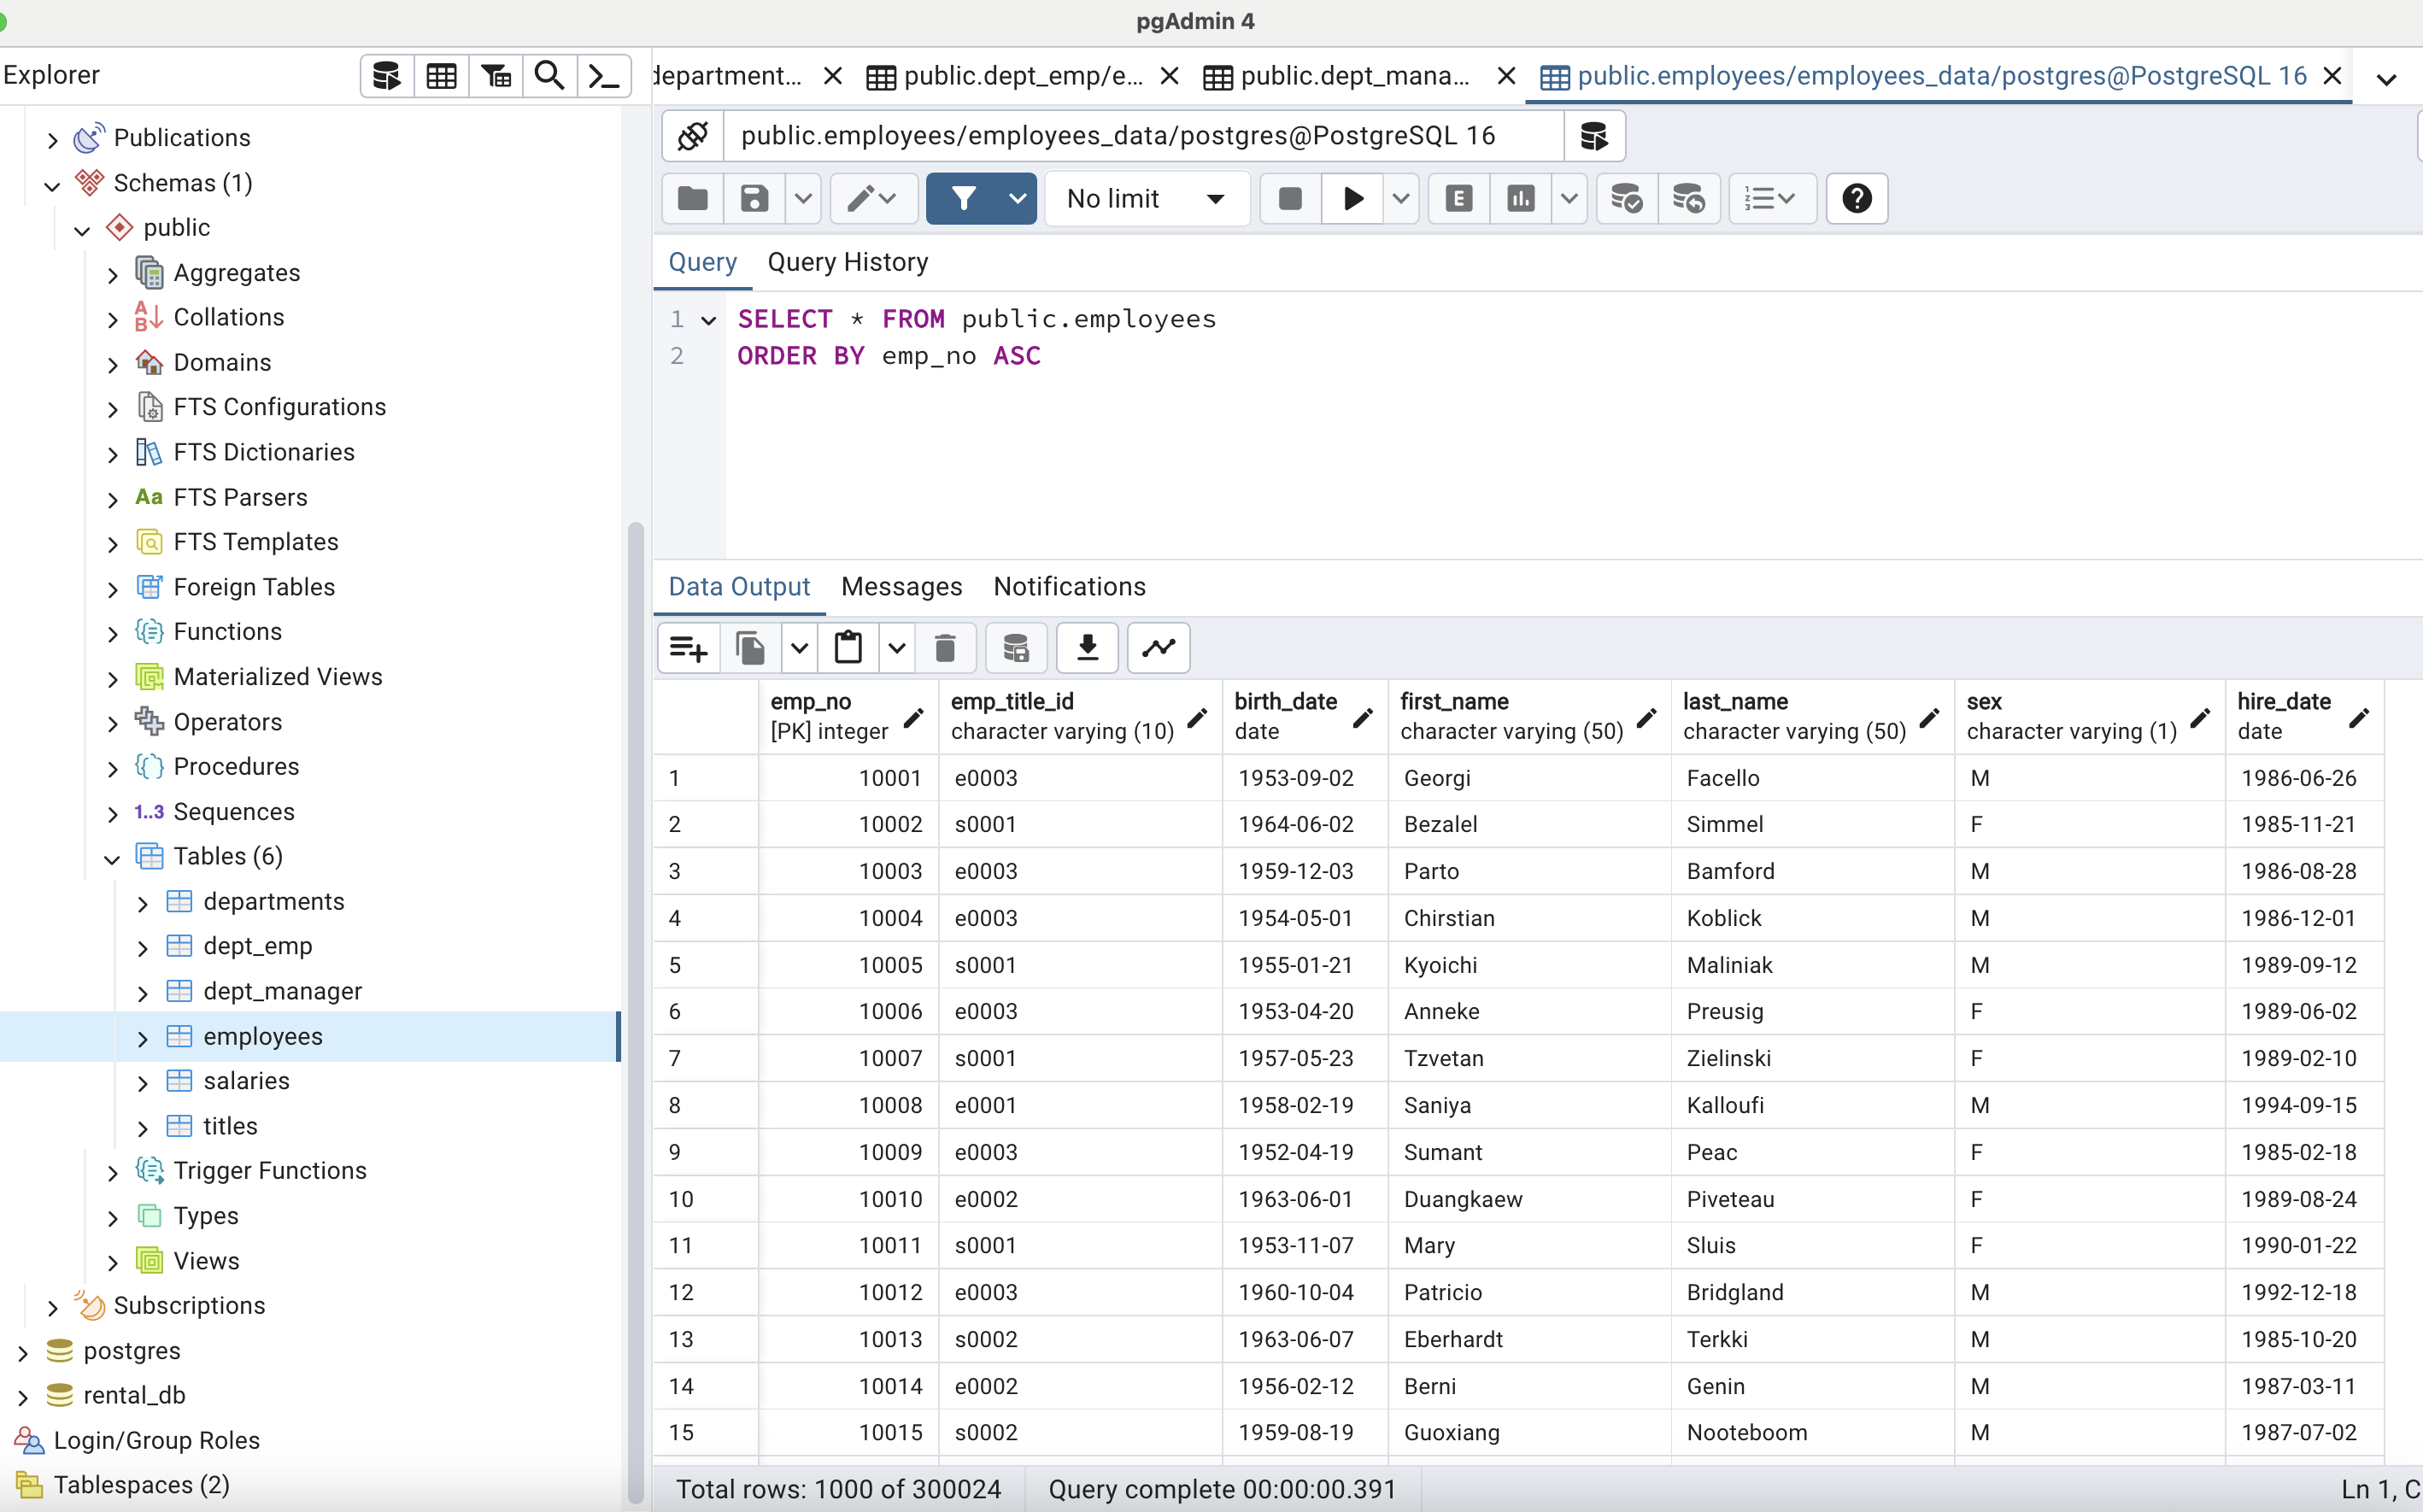 pgAdmin 4
Explorer
department...
public.dept_emp/e...
public.dept_mana...
public.employees/employees_data/postgres@PostgreSQL 16
Publications
Schemas (1)
public
Aggregates
Collations
Domains
FTS Configurations
FTS Dictionaries
Aa FTS Parsers
FTS Templates
Foreign Tables
Functions
Materialized Views
Operators
Procedures
1..3 Sequences
Tables (6)
departments
dept_emp
dept_manager
employees
salaries
titles
Trigger Functions
Types
Views
Subscriptions
postgres
rental_db
Login/Group Roles
Tablespaces (2)
public.employees/employees_data/postgres@PostgreSQL 16
No limit
E
Query Query History
1 SELECT * FROM public.employees
2 ORDER BY emp_no ASC
Data Output Messages Notifications
emp_no emp_title_id birth_date first_name last_name sex hire_date
[PK] integer character varying (10) date character varying (50) character varying (50) character varying (1) date
1 10001 e0003 1953-09-02 Georgi Facello M 1986-06-26
2 10002 s0001 1964-06-02 Bezalel Simmel F 1985-11-21
3 10003 e0003 1959-12-03 Parto Bamford M 1986-08-28
4 10004 e0003 1954-05-01 Chirstian Koblick M 1986-12-01
5 10005 s0001 1955-01-21 Kyoichi Maliniak M 1989-09-12
6 10006 e0003 1953-04-20 Anneke Preusig F 1989-06-02
7 10007 s0001 1957-05-23 Tzvetan Zielinski F 1989-02-10
8 10008 e0001 1958-02-19 Saniya Kalloufi M 1994-09-15
9 10009 e0003 1952-04-19 Sumant Peac F 1985-02-18
10 10010 e0002 1963-06-01 Duangkaew Piveteau F 1989-08-24
11 10011 s0001 1953-11-07 Mary Sluis F 1990-01-22
12 10012 e0003 1960-10-04 Patricio Bridgland M 1992-12-18
13 10013 s0002 1963-06-07 Eberhardt Terkki M 1985-10-20
14 10014 e0002 1956-02-12 Berni Genin M 1987-03-11
15 10015 s0002 1959-08-19 Guoxiang Nooteboom M 1987-07-02
Total rows: 1000 of 300024 Query complete 00:00:00.391 Ln 1, C